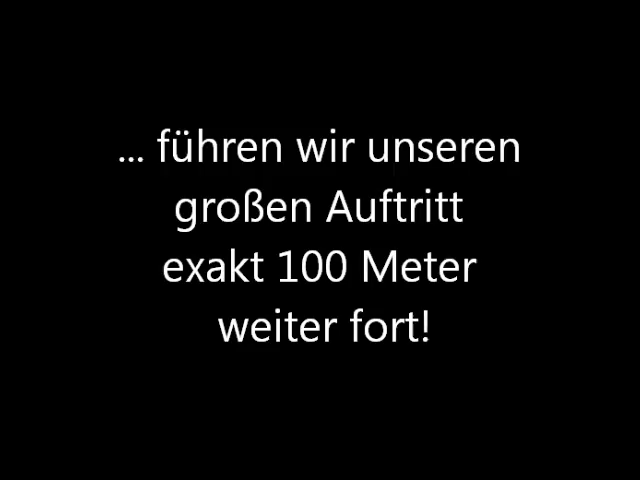 ... führen wir unseren
großen Auftritt
exakt 100 Meter
weiter fort!